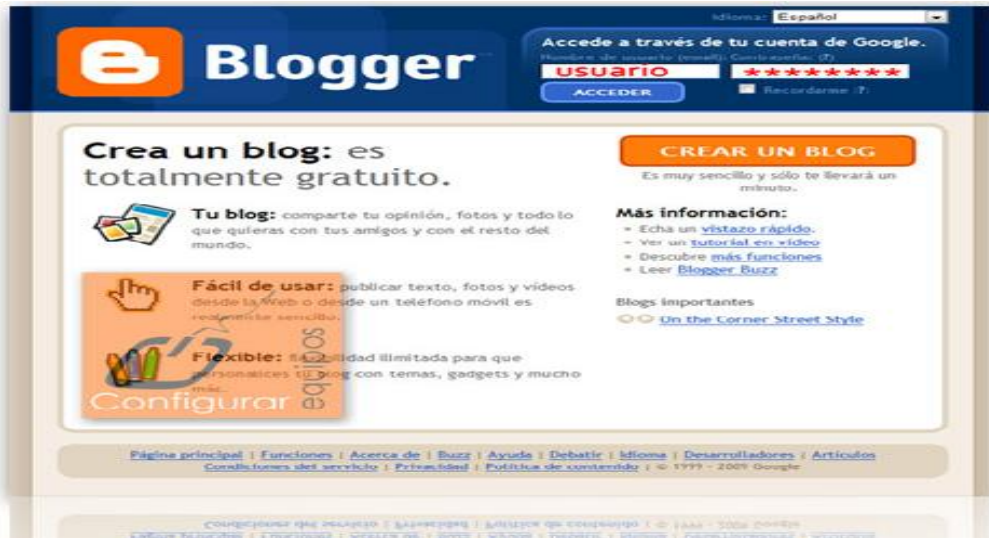 Idioma: Español
Blogger
Accede a través de tu cuenta de Google.
Nombre de usuario (email): Contraseña: (?)
usuario ********
ACCEDER Recordarme (?)
Crea un blog: es
totalmente gratuito.
CREAR UN BLOG
Es muy sencillo y sólo te llevará un
minuto.
Tu blog: comparte tu opinión, fotos y todo lo
que quieras con tus amigos y con el resto del
mundo.
Fácil de usar: publicar texto, fotos y vídeos
desde la Web o desde un teléfono móvil es
realmente sencillo.
Flexible: flexibilidad ilimitada para que
personalices tu blog con temas, gadgets y mucho
más.
Configurar
equipos
Más información:
Echa un vistazo rápido.
Ver un tutorial en vídeo
Descubre más funciones
Leer Blogger Buzz
Blogs importantes
On the Corner Street Style
Página principal | Funciones | Acerca de | Buzz | Ayuda | Debatir | Idioma | Desarrolladores | Artículos
Condiciones del servicio | Privacidad | Política de contenido | © 1999 - 2009 Google